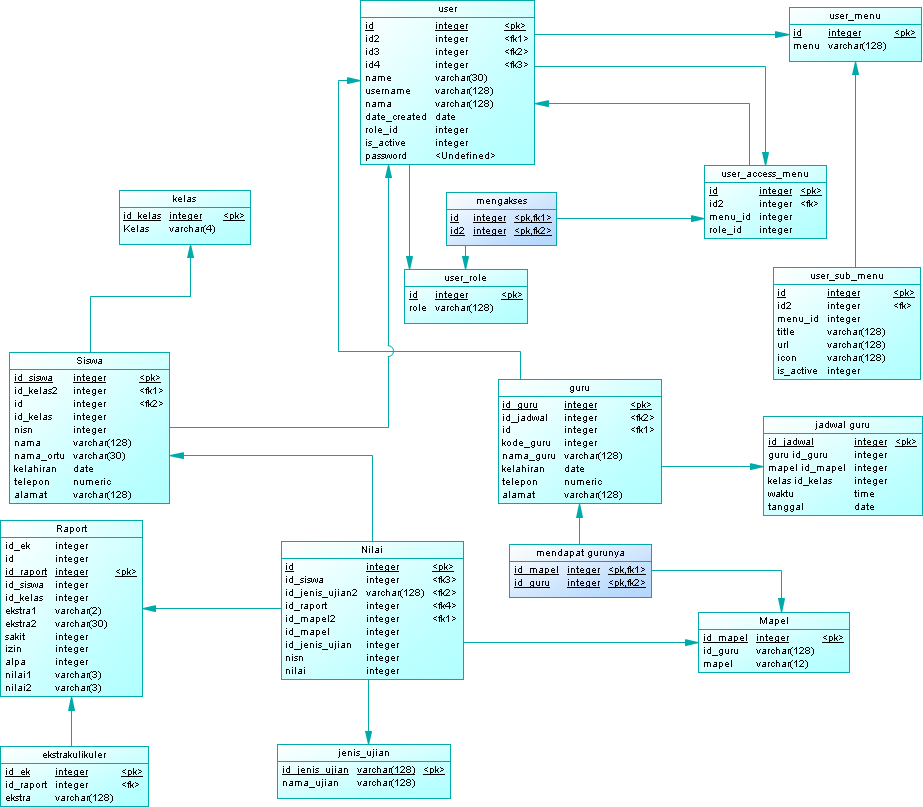 user
id integer <pk>
id2 integer <fk1>
id3 integer <fk2>
id4 integer <fk3>
name varchar(30)
username varchar(128)
nama varchar(128)
date_created date
role_id integer
is_active integer
password <Undefined>
user_menu
id integer <pk>
menu varchar(128)
kelas
id_kelas integer <pk>
Kelas varchar(4)
mengakses
id integer <pk,fk1>
id2 integer <pk,fk2>
user_access_menu
id integer <pk>
id2 integer <fk>
menu_id integer
role_id integer
user_role
id integer <pk>
role varchar(128)
user_sub_menu
id integer <pk>
id2 integer <fk>
menu_id integer
title varchar(128)
url varchar(128)
icon varchar(128)
is_active integer
Siswa
id_siswa integer <pk>
id_kelas2 integer <fk1>
id integer <fk2>
id_kelas integer
nisn integer
nama varchar(128)
nama_ortu varchar(30)
kelahiran date
telepon numeric
alamat varchar(128)
guru
id_guru integer <pk>
id_jadwal integer <fk2>
id integer <fk1>
kode_guru integer
nama_guru varchar(128)
kelahiran date
telepon numeric
alamat varchar(128)
jadwal guru
id_jadwal integer <pk>
guru id_guru integer
mapel id_mapel integer
kelas id_kelas integer
waktu time
tanggal date
Raport
id_ek integer
id integer
id_raport integer <pk>
id_siswa integer
id_kelas integer
ekstra1 varchar(2)
ekstra2 varchar(30)
sakit integer
izin integer
alpa integer
nilai1 varchar(3)
nilai2 varchar(3)
Nilai
id integer <pk>
id_siswa integer <fk3>
id_jenis_ujian2 varchar(128) <fk2>
id_raport integer <fk4>
id_mapel2 integer <fk1>
id_mapel integer
id_jenis_ujian integer
nisn integer
nilai integer
mendapat gurunya
id_mapel integer <pk,fk1>
id_guru integer <pk,fk2>
Mapel
id_mapel integer <pk>
id_guru varchar(128)
mapel varchar(12)
ekstrakulikuler
id_ek integer <pk>
id_raport integer <fk>
ekstra varchar(128)
jenis_ujian
id_jenis_ujian varchar(128) <pk>
nama_ujian varchar(128)